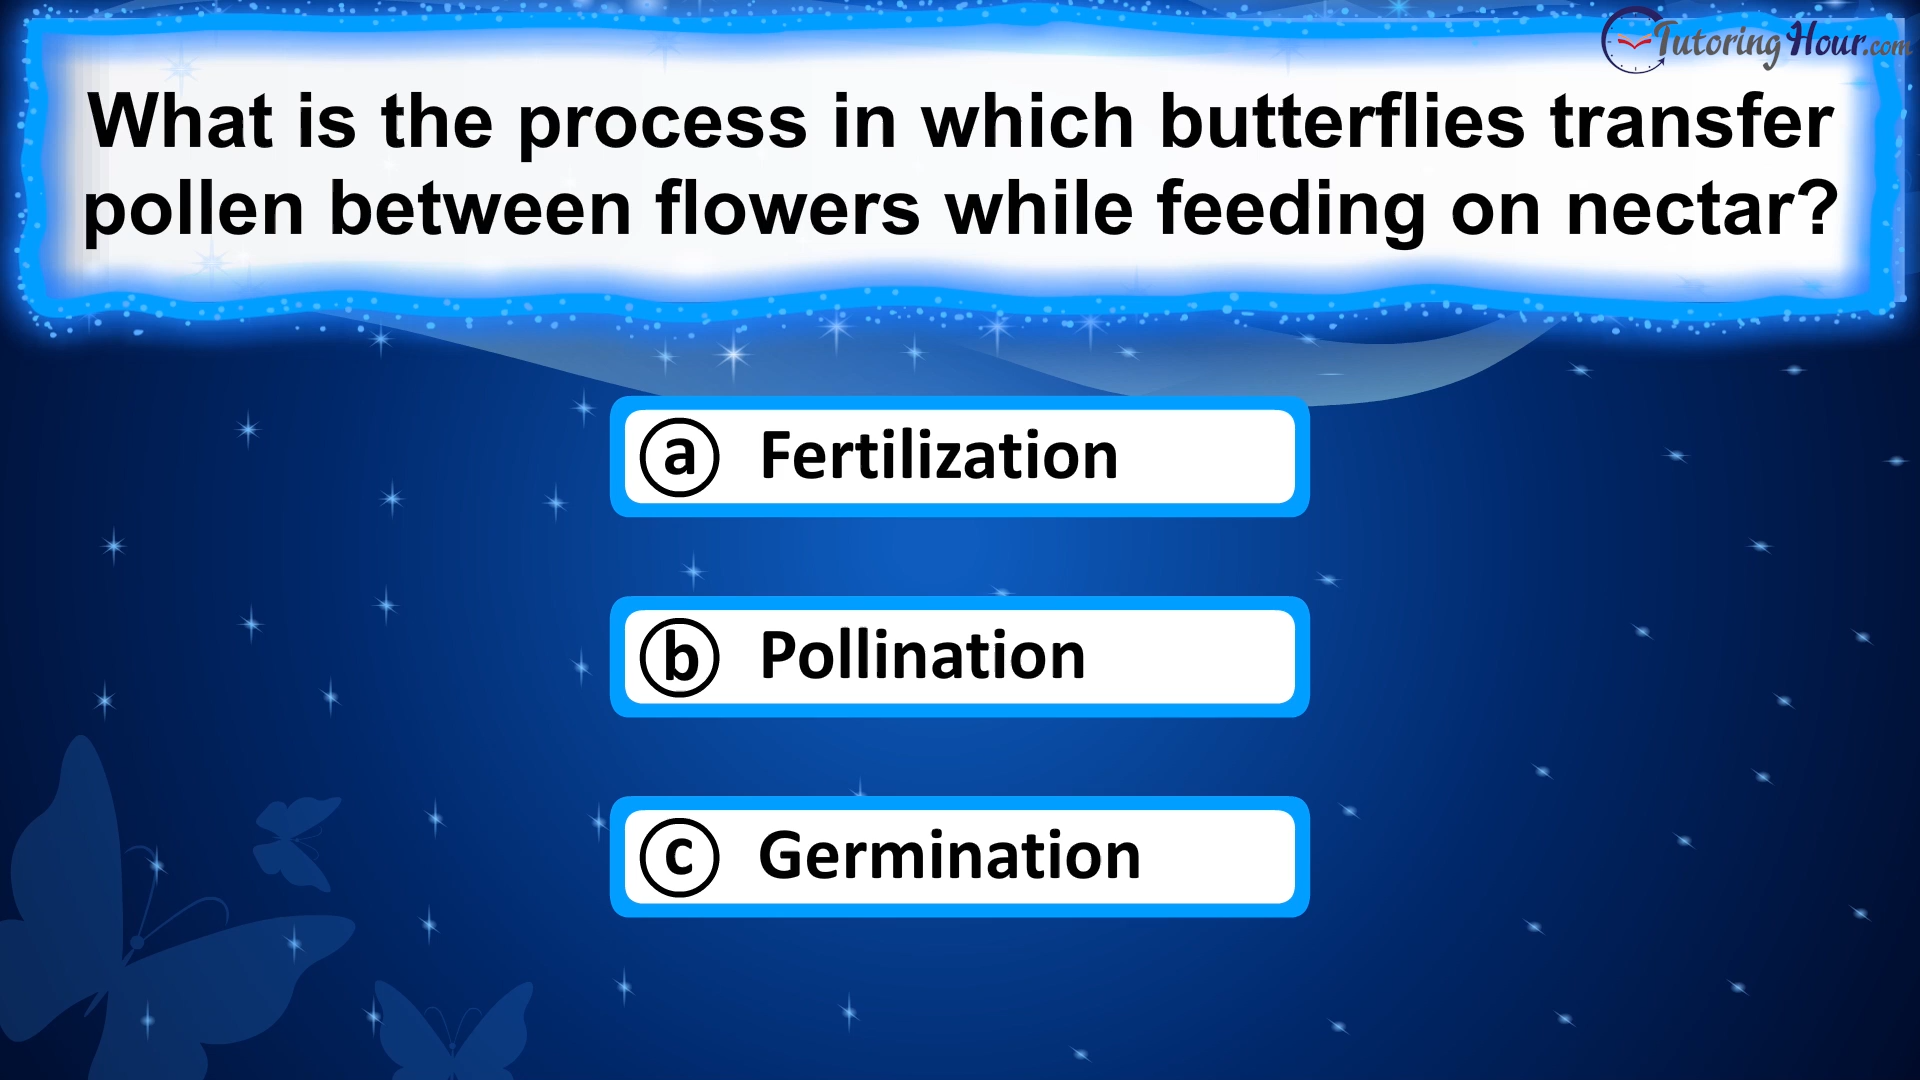 TutoringHour.com
What is the process in which butterflies transfer
pollen between flowers while feeding on nectar?
a Fertilization
b Pollination
c Germination